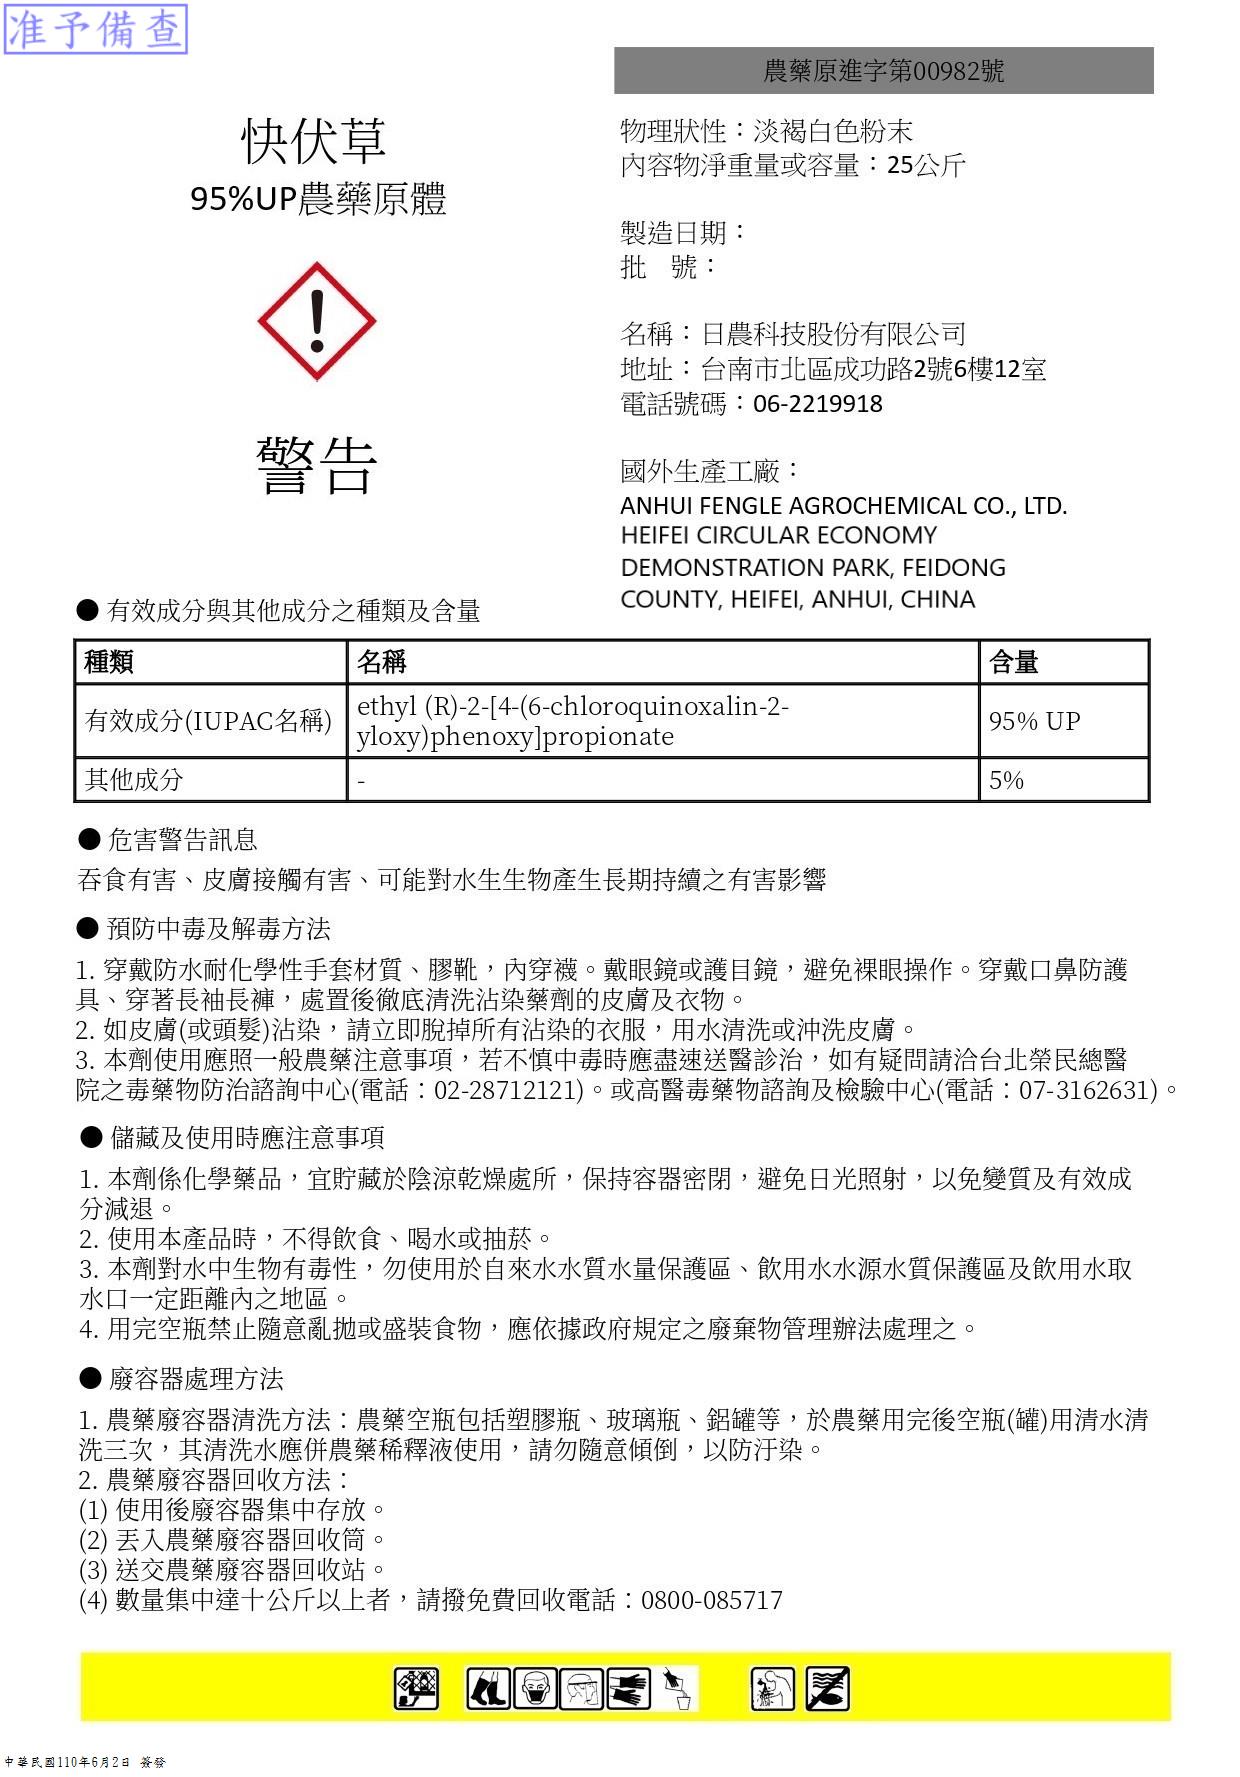 准予備查
農藥原進字第00982號
快伏草
95%UP農藥原體
警告
物理狀性：淡褐白色粉末
內容物淨重量或容量：25公斤
製造日期：
批 號：
名稱：日農科技股份有限公司
地址：台南市北區成功路2號6樓12室
電話號碼：06-2219918
國外生產工廠：
ANHUI FENGLE AGROCHEMICAL CO., LTD.
HEIFEI CIRCULAR ECONOMY
DEMONSTRATION PARK, FEIDONG
COUNTY, HEIFEI, ANHUI, CHINA
● 有效成分與其他成分之種類及含量
種類 名稱 含量
有效成分(IUPAC名稱) ethyl (R)-2-[4-(6-chloroquinoxalin-2-
yloxy)phenoxy]propionate 95% UP
其他成分 - 5%
● 危害警告訊息
吞食有害、皮膚接觸有害、可能對水生生物產生長期持續之有害影響
● 預防中毒及解毒方法
1. 穿戴防水耐化學性手套材質、膠靴，內穿襪。戴眼鏡或護目鏡，避免裸眼操作。穿戴口鼻防護
具、穿著長袖長褲，處置後徹底清洗沾染藥劑的皮膚及衣物。
2. 如皮膚(或頭髮)沾染，請立即脫掉所有沾染的衣服，用水清洗或沖洗皮膚。
3. 本劑使用應照一般農藥注意事項，若不慎中毒時應盡速送醫診治，如有疑問請洽台北榮民總醫
院之毒藥物防治諮詢中心(電話：02-28712121)。或高醫毒藥物諮詢及檢驗中心(電話：07-3162631)。
● 儲藏及使用時應注意事項
1. 本劑係化學藥品，宜貯藏於陰涼乾燥處所，保持容器密閉，避免日光照射，以免變質及有效成
分減退。
2. 使用本產品時，不得飲食、喝水或抽菸。
3. 本劑對水中生物有毒性，勿使用於自來水水質水量保護區、飲用水水源水質保護區及飲用水取
水口一定距離內之地區。
4. 用完空瓶禁止隨意亂拋或盛裝食物，應依據政府規定之廢棄物管理辦法處理之。
● 廢容器處理方法
1. 農藥廢容器清洗方法：農藥空瓶包括塑膠瓶、玻璃瓶、鋁罐等，於農藥用完後空瓶(罐)用清水清
洗三次，其清洗水應併農藥稀釋液使用，請勿隨意傾倒，以防汙染。
2. 農藥廢容器回收方法：
(1) 使用後廢容器集中存放。
(2) 丟入農藥廢容器回收筒。
(3) 送交農藥廢容器回收站。
(4) 數量集中達十公斤以上者，請撥免費回收電話：0800-085717
中華民國110年6月2日 簽發